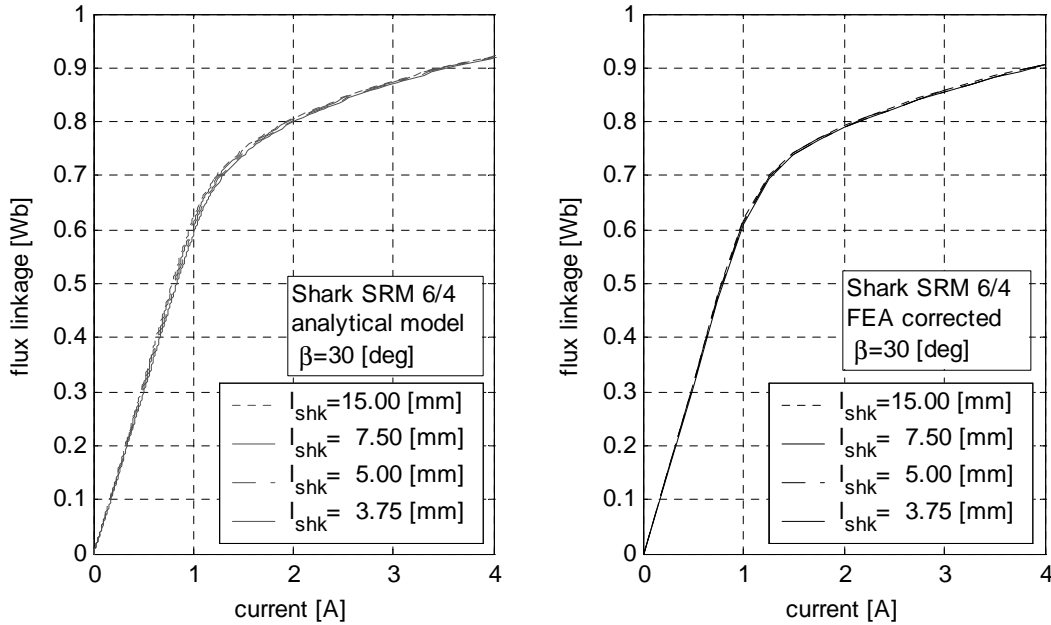 1
0.9
0.8
0.7
0.6
0.5
0.4
0.3
0.2
0.1
0
flux linkage [Wb]
0 1 2 3 4
current [A]
Shark SRM 6/4
analytical model
β=30 [deg]
l_shk=15.00 [mm]
l_shk= 7.50 [mm]
l_shk= 5.00 [mm]
l_shk= 3.75 [mm]
1
0.9
0.8
0.7
0.6
0.5
0.4
0.3
0.2
0.1
0
flux linkage [Wb]
0 1 2 3 4
current [A]
Shark SRM 6/4
FEA corrected
β=30 [deg]
l_shk=15.00 [mm]
l_shk= 7.50 [mm]
l_shk= 5.00 [mm]
l_shk= 3.75 [mm]